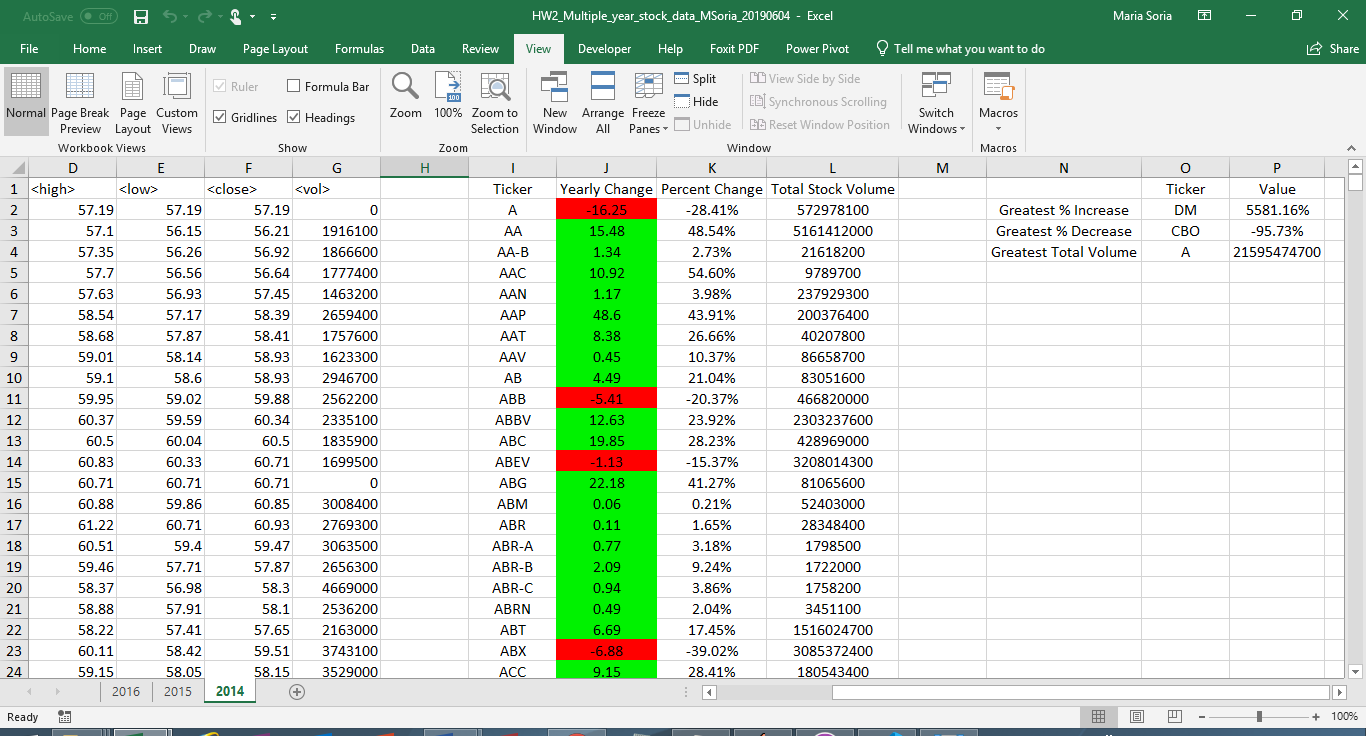 AutoSave Off HW2_Multiple_year_stock_data_MSoria_20190604 - Excel Maria Soria
File Home Insert Draw Page Layout Formulas Data Review View Developer Help Foxit PDF Power Pivot Tell me what you want to do Share
Normal Page Break Preview Page Layout Custom Views
Workbook Views
Ruler Formula Bar
Gridlines Headings
Show
Zoom 100% Zoom to Selection
Zoom
New Window Arrange All Freeze Panes
Split
Hide
Unhide
View Side by Side
Synchronous Scrolling
Reset Window Position
Switch Windows
Window
Macros
Macros
D E F G H I J K L M N O P
1 <high> <low> <close> <vol> Ticker Yearly Change Percent Change Total Stock Volume Ticker Value
2 57.19 57.19 57.19 0 A -16.25 -28.41% 572978100 Greatest % Increase DM 5581.16%
3 57.1 56.15 56.21 1916100 AA 15.48 48.54% 5161412000 Greatest % Decrease CBO -95.73%
4 57.35 56.26 56.92 1866600 AA-B 1.34 2.73% 21618200 Greatest Total Volume A 21595474700
5 57.7 56.56 56.64 1777400 AAC 10.92 54.60% 9789700
6 57.63 56.93 57.45 1463200 AAN 1.17 3.98% 237929300
7 58.54 57.17 58.39 2659400 AAP 48.6 43.91% 200376400
8 58.68 57.87 58.41 1757600 AAT 8.38 26.66% 40207800
9 59.01 58.14 58.93 1623300 AAV 0.45 10.37% 86658700
10 59.1 58.6 58.93 2946700 AB 4.49 21.04% 83051600
11 59.95 59.02 59.88 2562200 ABB -5.41 -20.37% 466820000
12 60.37 59.59 60.34 2335100 ABBV 12.63 23.92% 2303237600
13 60.5 60.04 60.5 1835900 ABC 19.85 28.23% 428969000
14 60.83 60.33 60.71 1699500 ABEV -1.13 -15.37% 3208014300
15 60.71 60.71 60.71 0 ABG 22.18 41.27% 81065600
16 60.88 59.86 60.85 3008400 ABM 0.06 0.21% 52403000
17 61.22 60.71 60.93 2769300 ABR 0.11 1.65% 28348400
18 60.51 59.4 59.47 3063500 ABR-A 0.77 3.18% 1798500
19 59.46 57.71 57.87 2656300 ABR-B 2.09 9.24% 1722000
20 58.37 56.98 58.3 4669000 ABR-C 0.94 3.86% 1758200
21 58.88 57.91 58.1 2536200 ABRN 0.49 2.04% 3451100
22 58.22 57.41 57.65 2163000 ABT 6.69 17.45% 1516024700
23 60.11 58.42 59.51 3743100 ABX -6.88 -39.02% 3085372400
24 59.15 58.05 58.15 3529000 ACC 9.15 28.41% 180543400
2016 2015 2014
Ready 100%